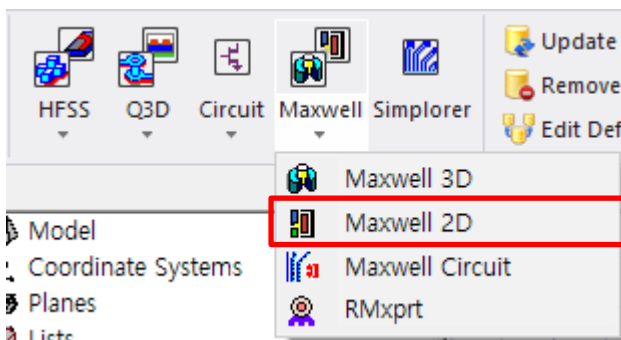 Update
Remove
Edit Def
HFSS Q3D Circuit Maxwell Simplorer
Maxwell 3D
Maxwell 2D
Maxwell Circuit
RMxprt
Model
Coordinate Systems
Planes
Lists